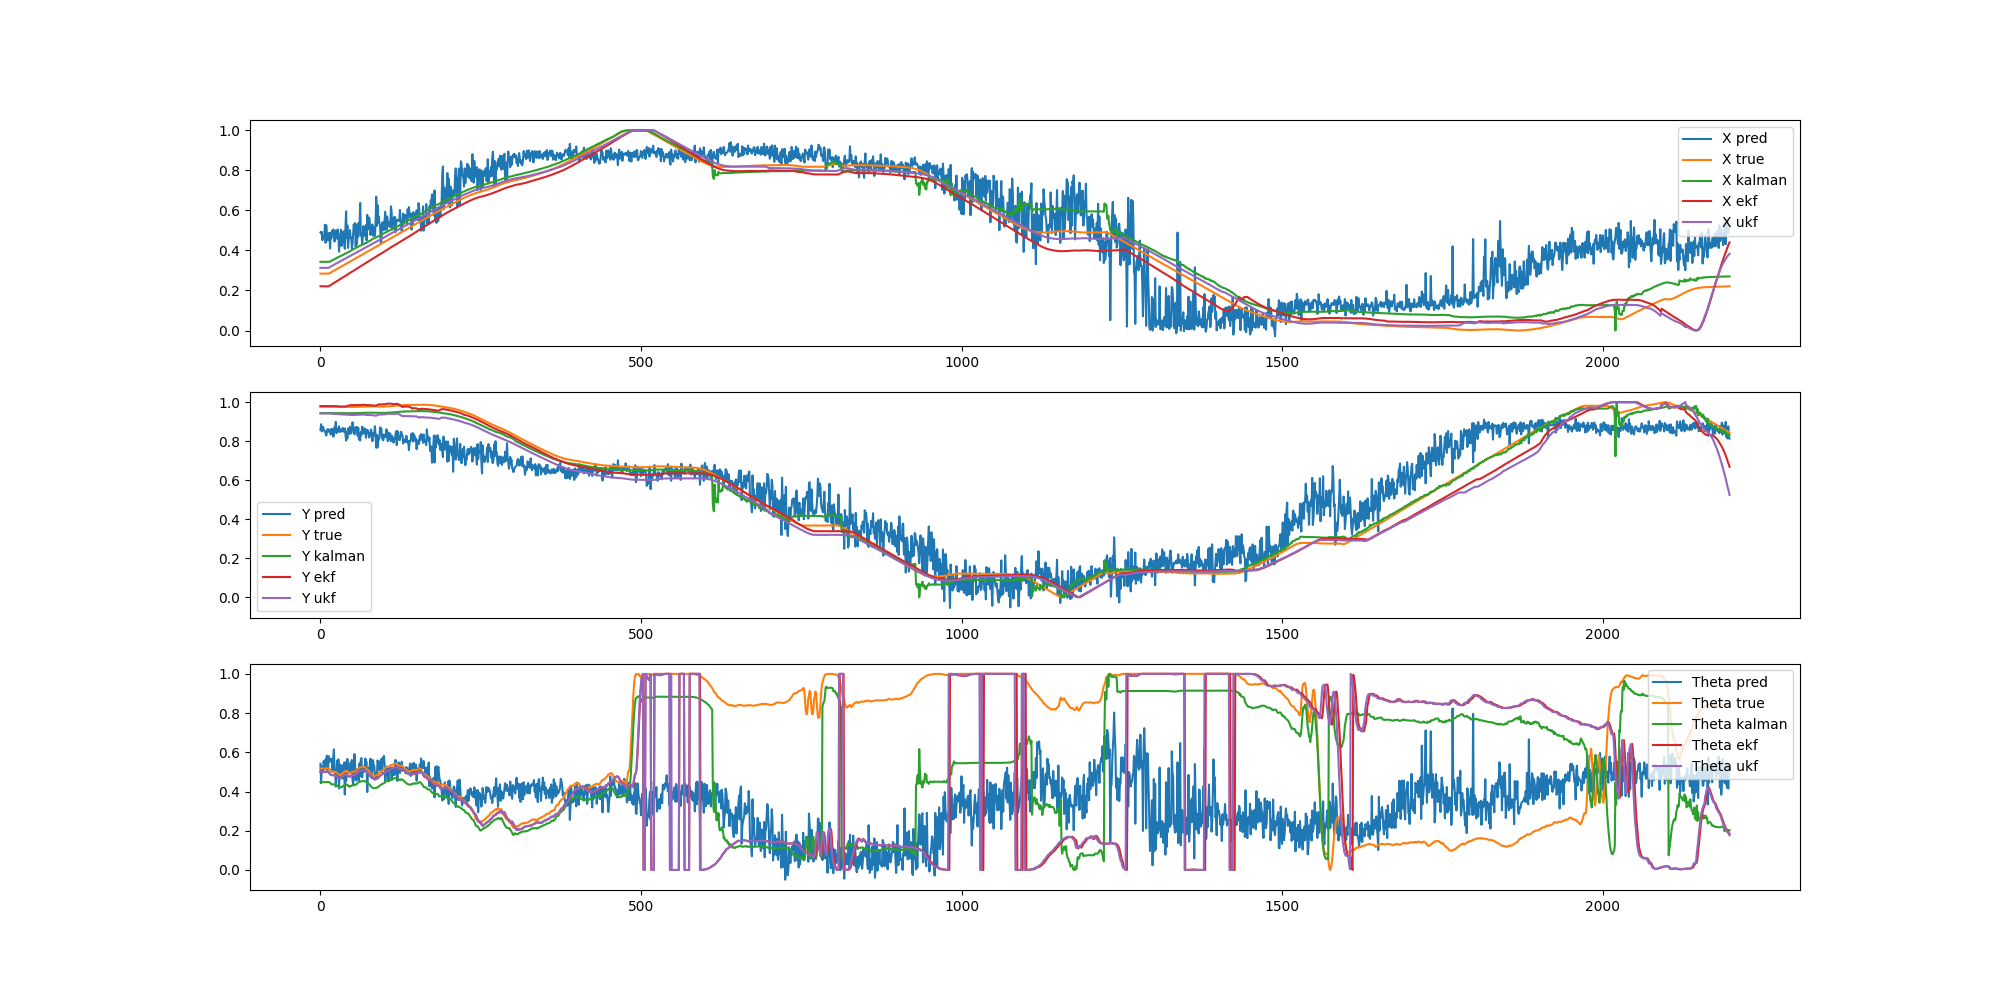 1.0
0.8
0.6
0.4
0.2
0.0
X pred
X true
X kalman
X ekf
X ukf
0 500 1000 1500 2000
1.0
0.8
0.6
0.4
0.2
0.0
Y pred
Y true
Y kalman
Y ekf
Y ukf
0 500 1000 1500 2000
1.0
0.8
0.6
0.4
0.2
0.0
Theta pred
Theta true
Theta kalman
Theta ekf
Theta ukf
0 500 1000 1500 2000